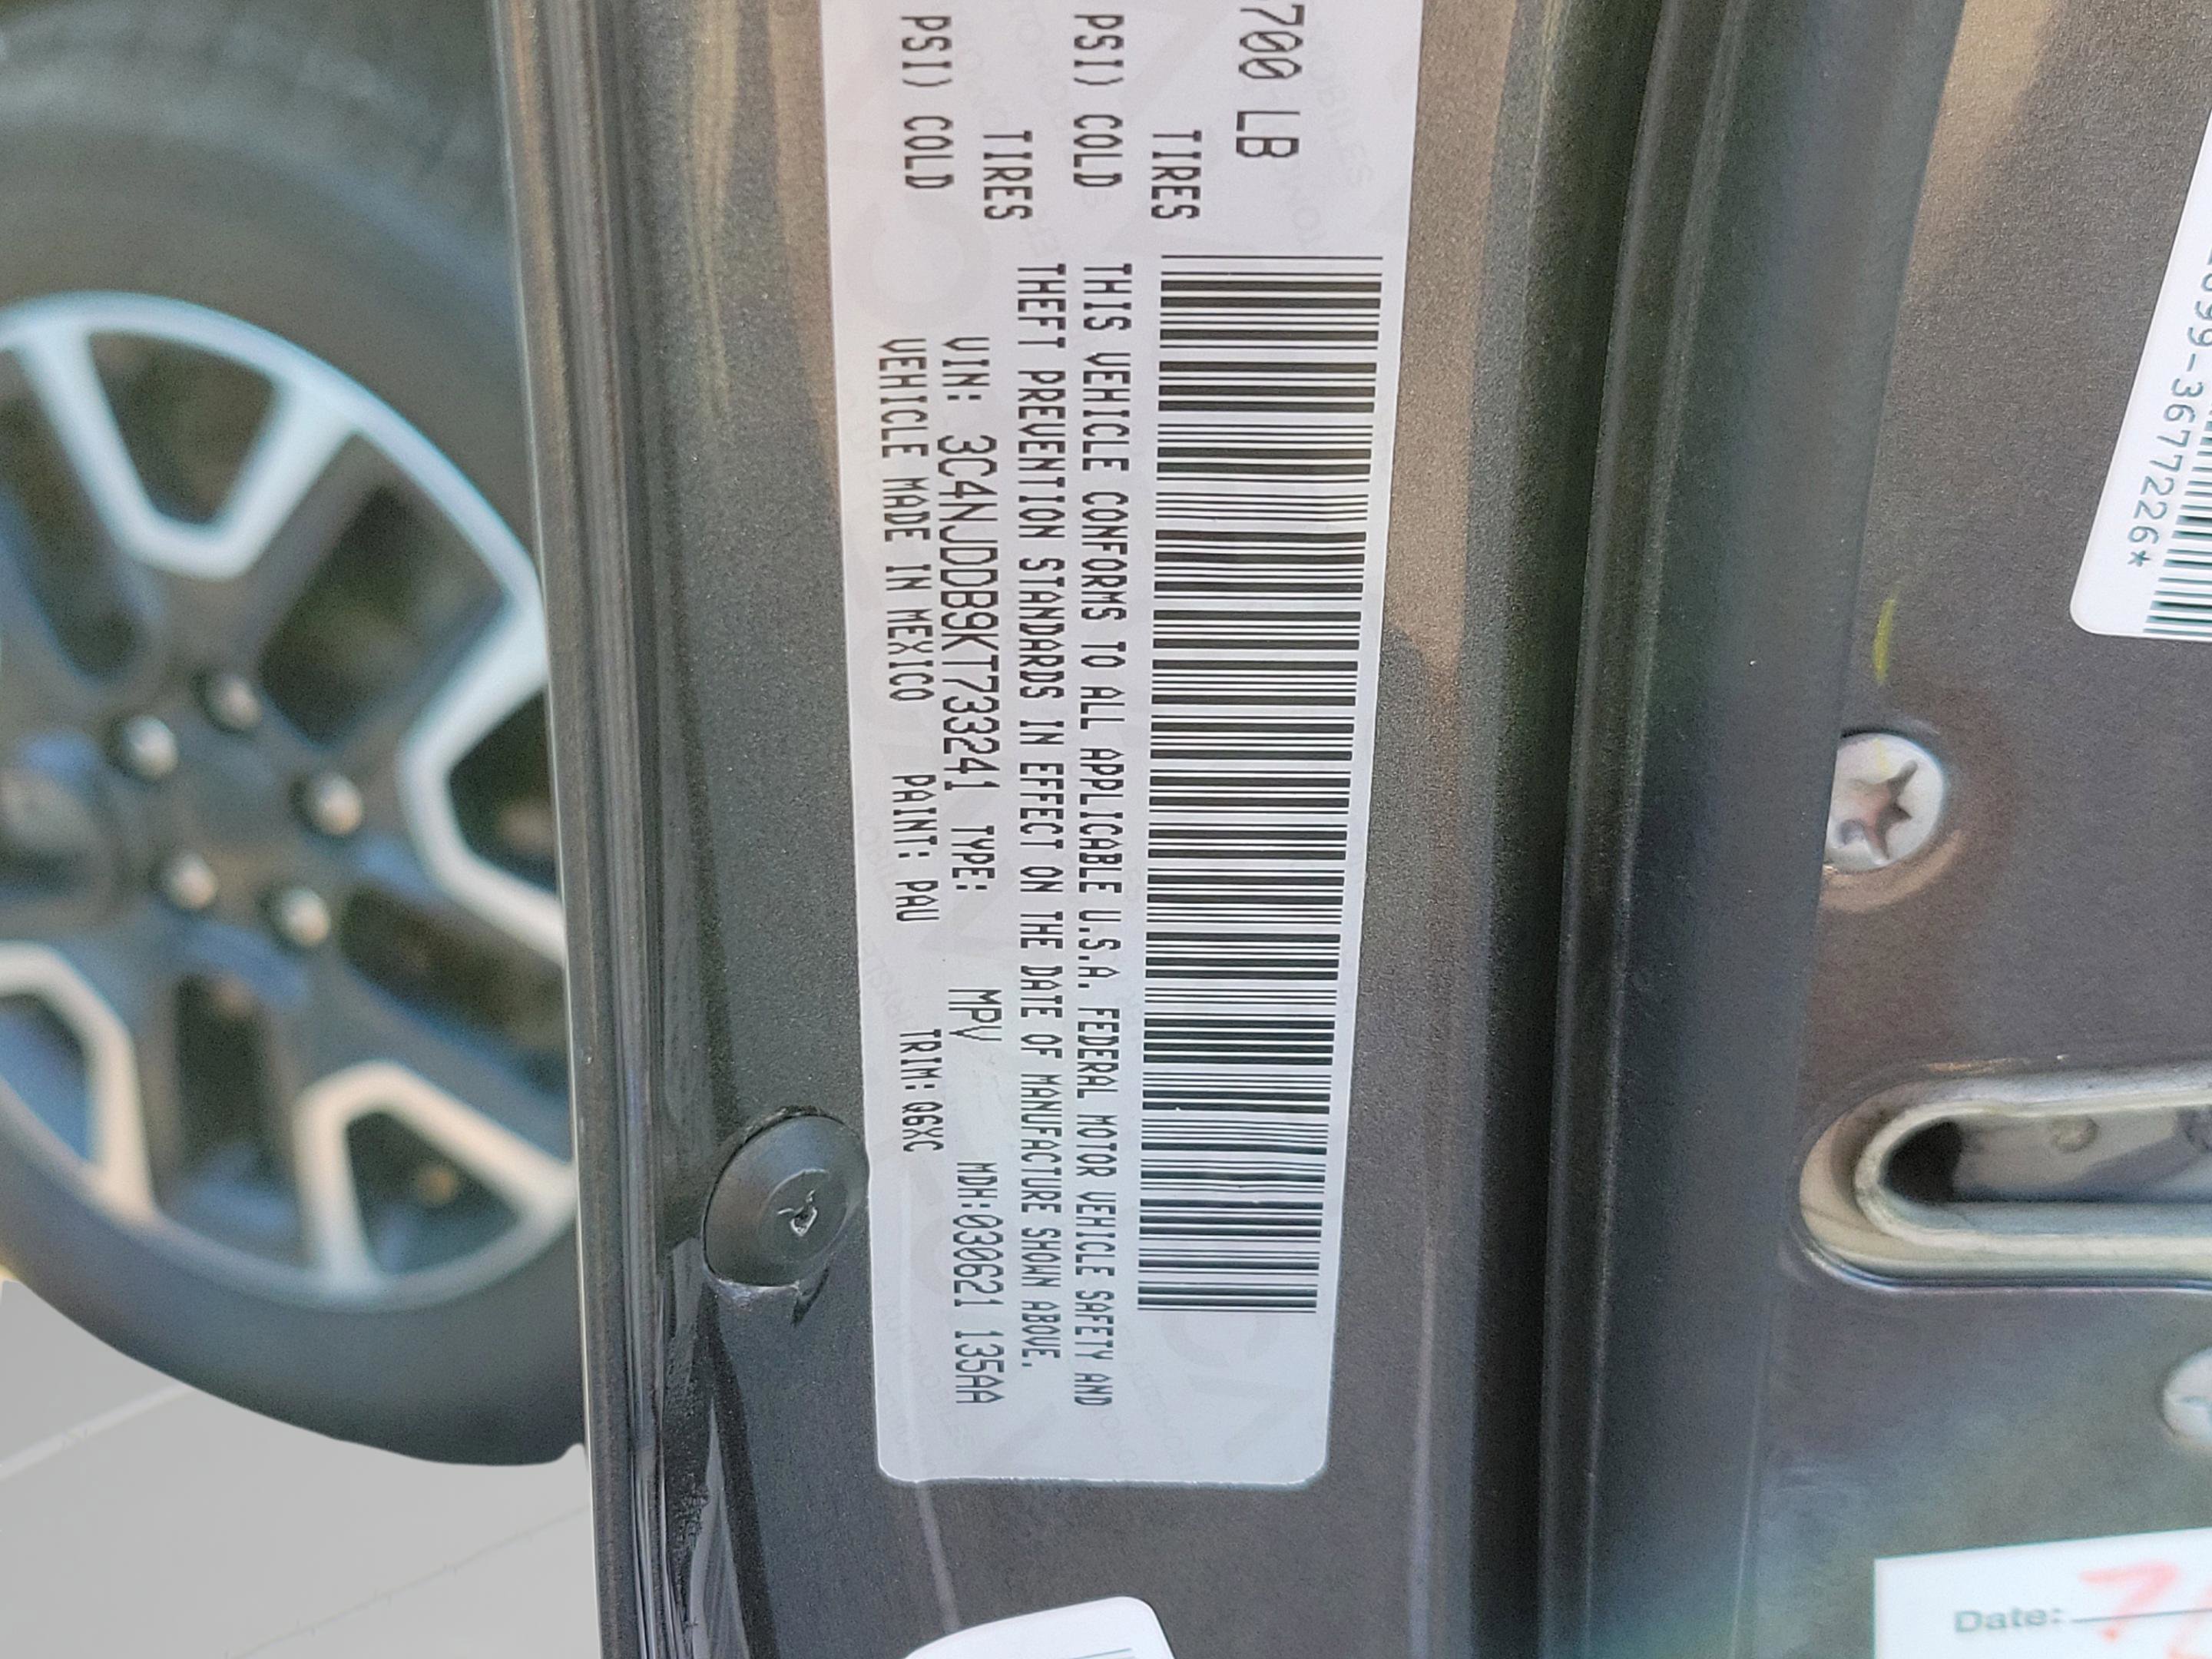 700 LB
TIRES
PSI) COLD
TIRES
PSI) COLD
THIS VEHICLE CONFORMS TO ALL APPLICABLE U.S.A. FEDERAL MOTOR VEHICLE SAFETY AND
THEFT PREVENTION STANDARDS IN EFFECT ON THE DATE OF MANUFACTURE SHOWN ABOVE.
VIN: 3C4NJDDB9KT733241 TYPE: MPV MDH:030621 135AA
VEHICLE MADE IN MEXICO PAINT: PAU TRIM: Q6XC
99-3677226*
Date: